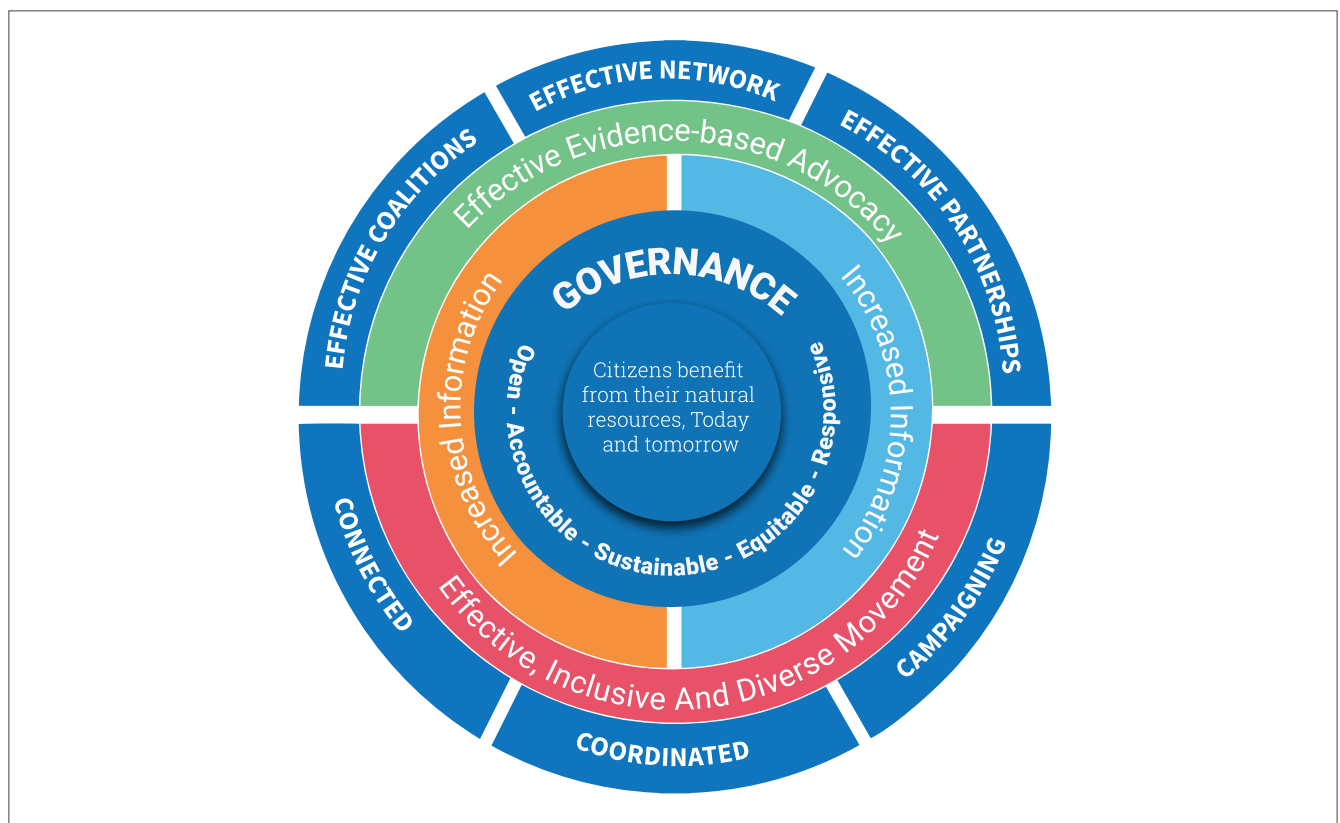 EFFECTIVE NETWORK
EFFECTIVE COALITIONS
EFFECTIVE PARTNERSHIPS
Effective Evidence-based Advocacy
Increased Information
Increased Information
GOVERNANCE
Open - Accountable - Sustainable - Equitable - Responsive
Citizens benefit
from their natural
resources, Today
and tomorrow
Effective, Inclusive And Diverse Movement
CONNECTED
COORDINATED
CAMPAIGNING